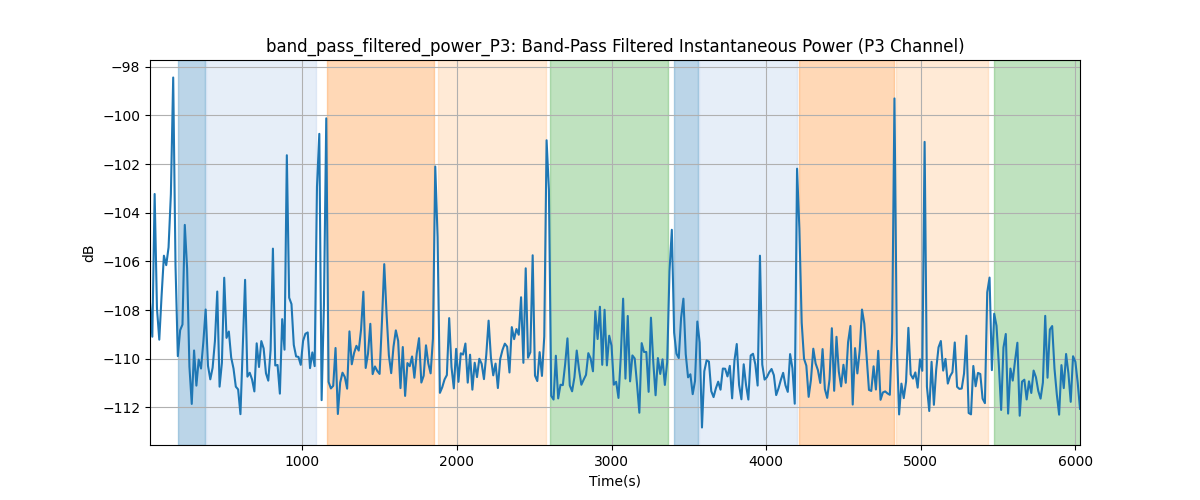 band_pass_filtered_power_P3: Band-Pass Filtered Instantaneous Power (P3 Channel)
−98
−100
−102
−104
−106
−108
−110
−112
dB
1000 2000 3000 4000 5000 6000
Time(s)